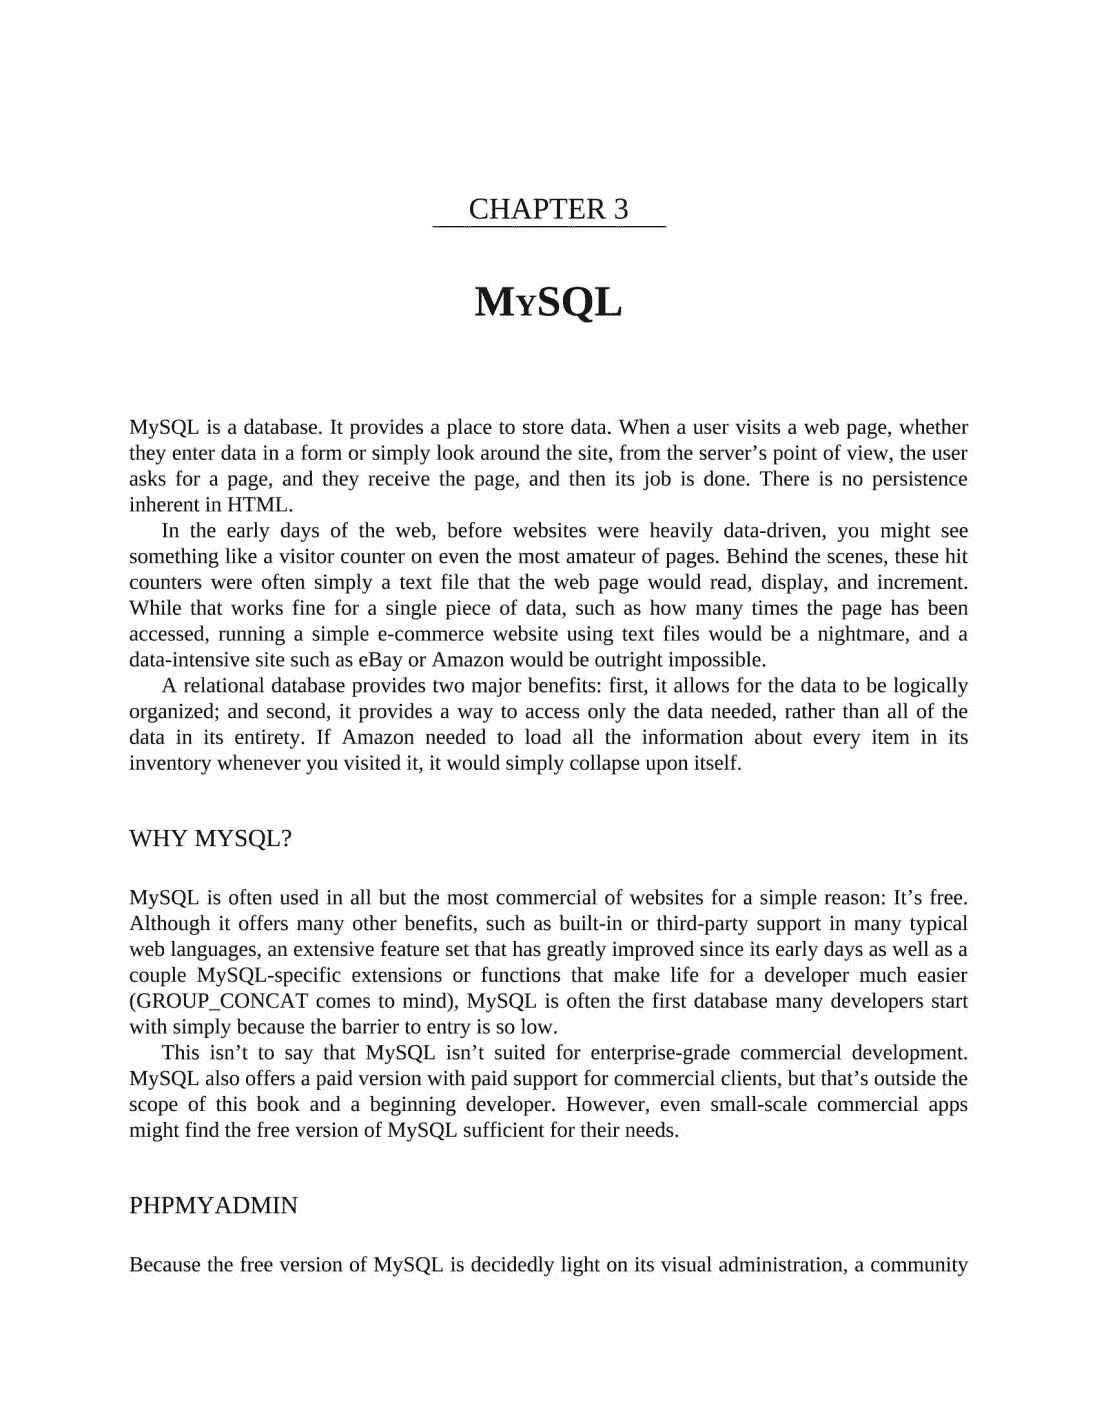 CHAPTER 3
MySQL
MySQL is a database. It provides a place to store data. When a user visits a web page, whether
they enter data in a form or simply look around the site, from the server’s point of view, the user
asks for a page, and they receive the page, and then its job is done. There is no persistence
inherent in HTML.
In the early days of the web, before websites were heavily data-driven, you might see
something like a visitor counter on even the most amateur of pages. Behind the scenes, these hit
counters were often simply a text file that the web page would read, display, and increment.
While that works fine for a single piece of data, such as how many times the page has been
accessed, running a simple e-commerce website using text files would be a nightmare, and a
data-intensive site such as eBay or Amazon would be outright impossible.
A relational database provides two major benefits: first, it allows for the data to be logically
organized; and second, it provides a way to access only the data needed, rather than all of the
data in its entirety. If Amazon needed to load all the information about every item in its
inventory whenever you visited it, it would simply collapse upon itself.
WHY MYSQL?
MySQL is often used in all but the most commercial of websites for a simple reason: It’s free.
Although it offers many other benefits, such as built-in or third-party support in many typical
web languages, an extensive feature set that has greatly improved since its early days as well as a
couple MySQL-specific extensions or functions that make life for a developer much easier
(GROUP_CONCAT comes to mind), MySQL is often the first database many developers start
with simply because the barrier to entry is so low.
This isn’t to say that MySQL isn’t suited for enterprise-grade commercial development.
MySQL also offers a paid version with paid support for commercial clients, but that’s outside the
scope of this book and a beginning developer. However, even small-scale commercial apps
might find the free version of MySQL sufficient for their needs.
PHPMYADMIN
Because the free version of MySQL is decidedly light on its visual administration, a community